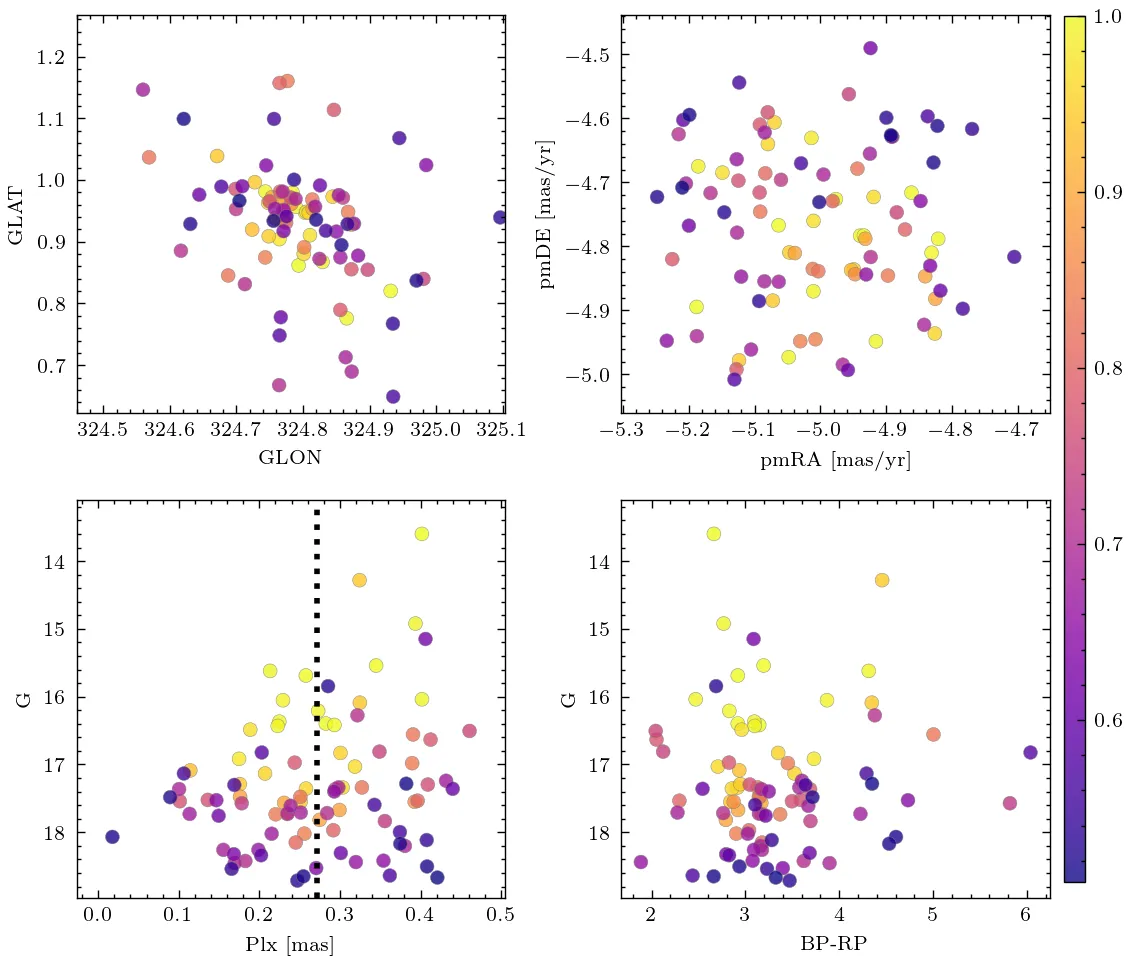 1.2
1.1
1.0
0.9
0.8
0.7
GLAT
324.5 324.6 324.7 324.8 324.9 325.0 325.1
GLON
−4.5
−4.6
−4.7
−4.8
−4.9
−5.0
pmDE [mas/yr]
−5.3 −5.2 −5.1 −5.0 −4.9 −4.8 −4.7
pmRA [mas/yr]
1.0
0.9
0.8
0.7
0.6
14
15
16
17
18
G
0.0 0.1 0.2 0.3 0.4 0.5
Plx [mas]
14
15
16
17
18
G
2 3 4 5 6
BP-RP